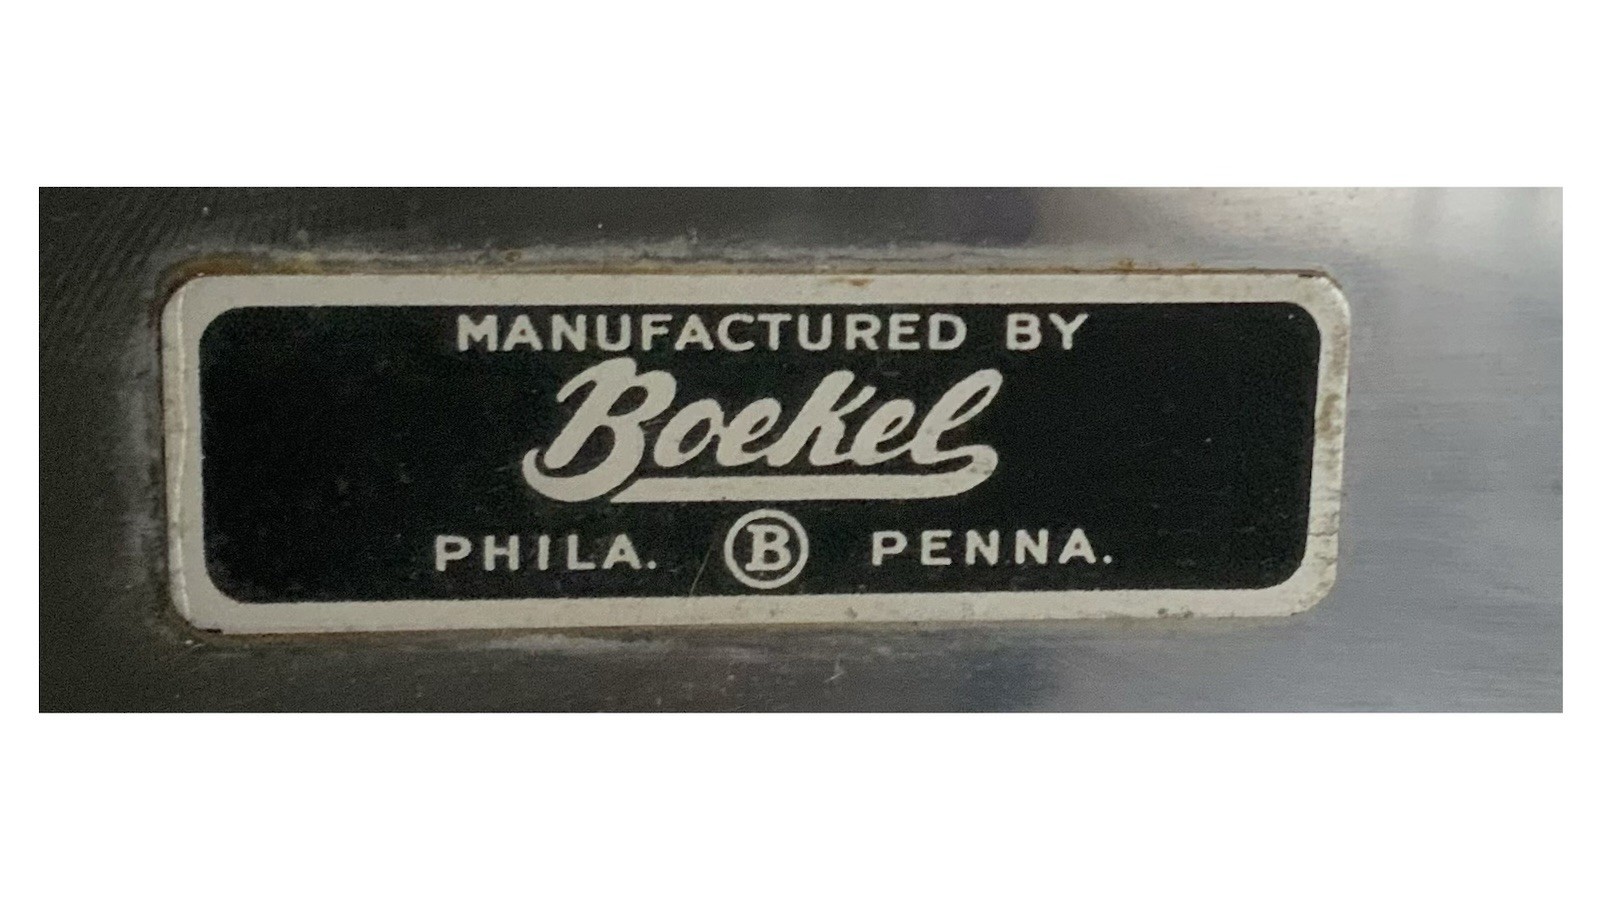 MANUFACTURED BY
Boekel
PHILA. B PENNA.